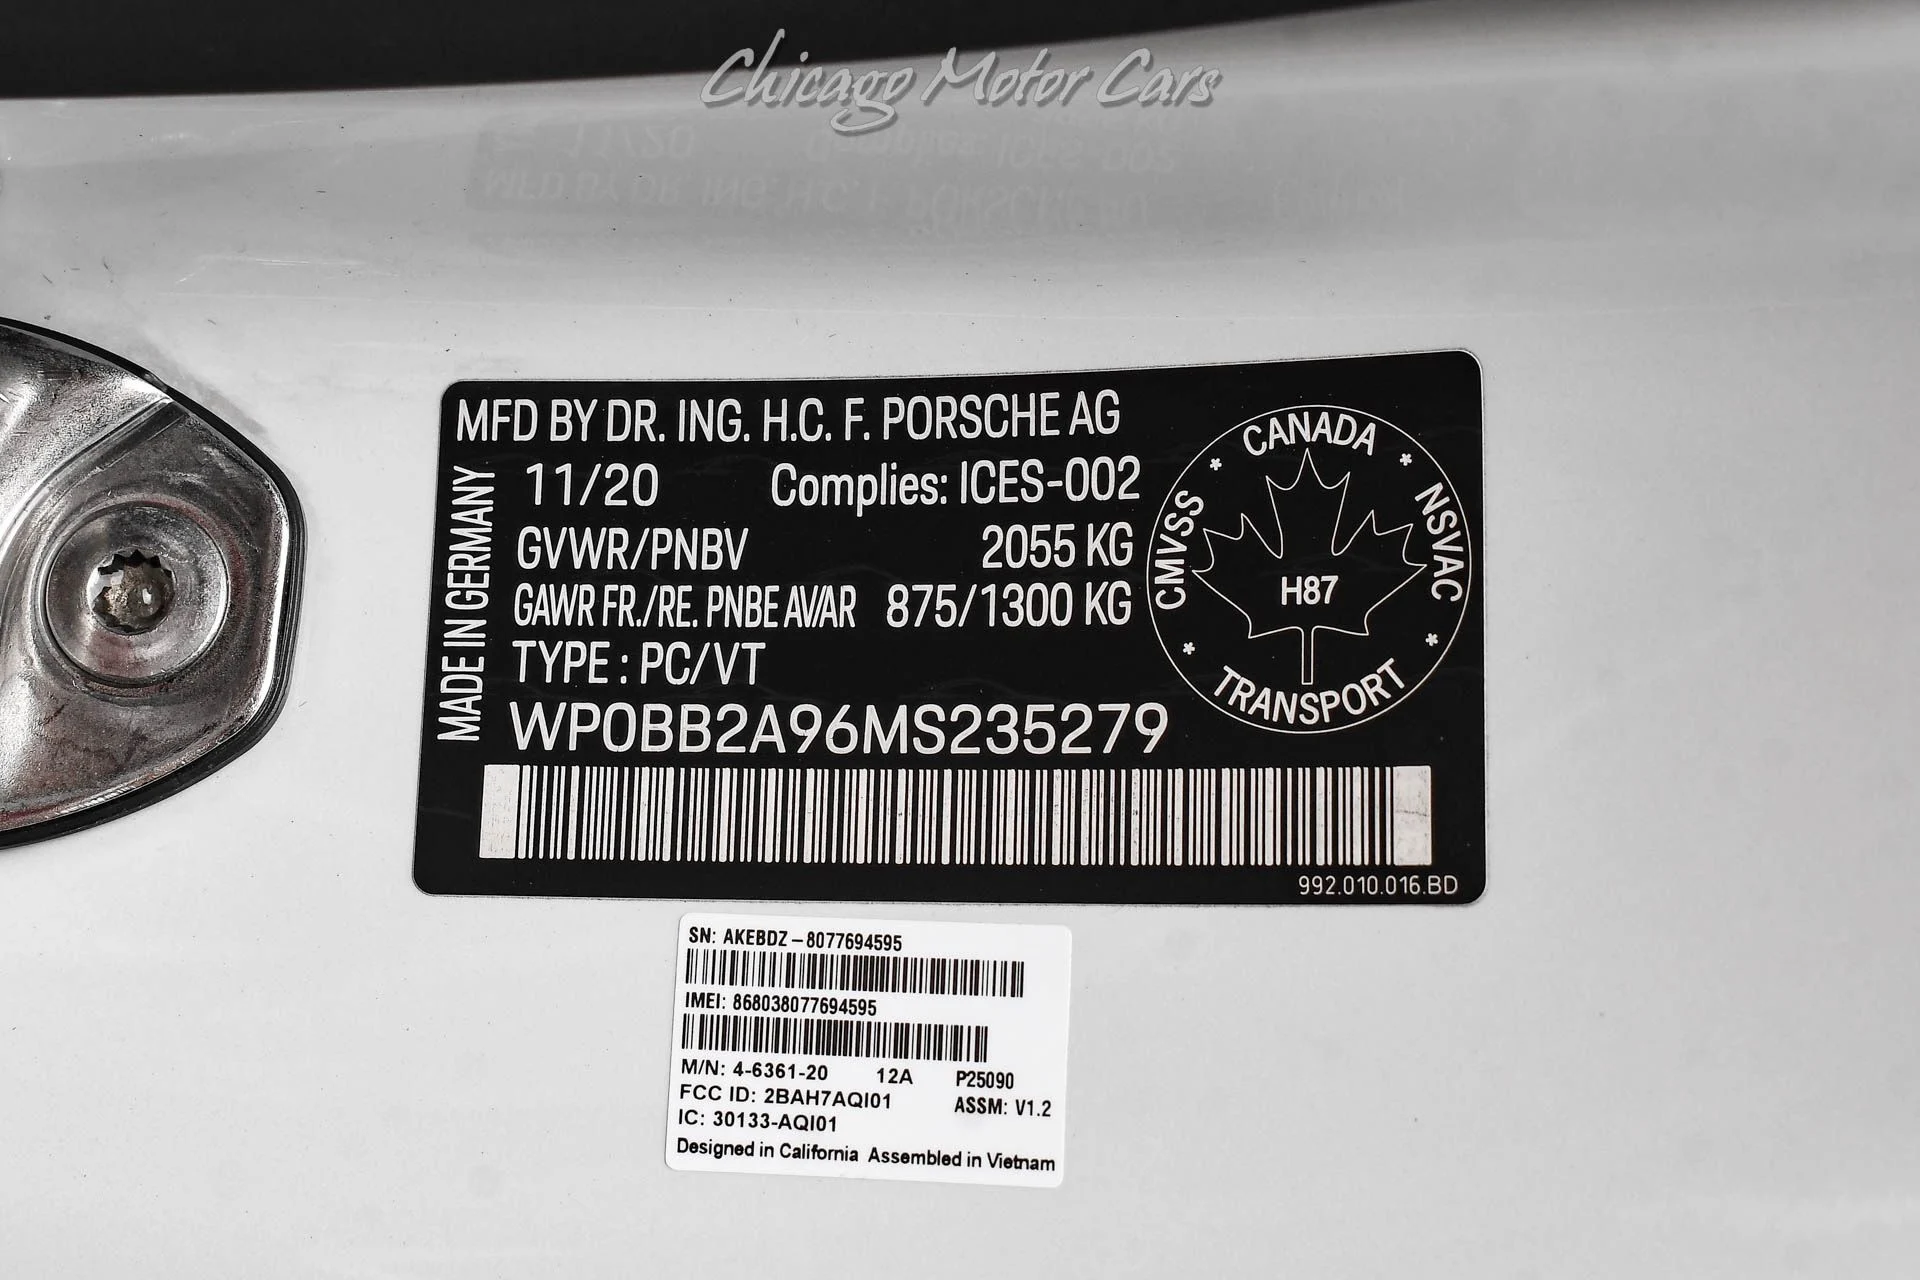 Chicago Motor Cars
MFD BY DR. ING. H.C. F. PORSCHE AG
11/20 Complies: ICES-002
GVWR/PNBV 2055 KG
GAWR FR./RE. PNBE AV/AR 875/1300 KG
TYPE : PC/VT
WP0BB2A96MS235279
MADE IN GERMANY
CANADA
CMVSS
NSVAC
H87
TRANSPORT
992.010.016.BD
SN: AKEBDZ-8077694595
IMEI: 868038077694595
M/N: 4-6361-20 12A P25090
FCC ID: 2BAH7AQI01 ASSM: V1.2
IC: 30133-AQI01
Designed in California Assembled in Vietnam